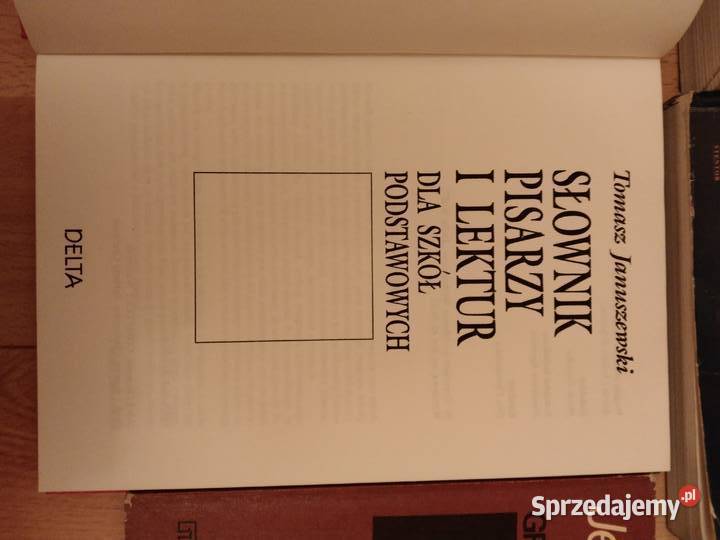 Tomasz Januszewski
SŁOWNIK
PISARZY
I LEKTUR
DLA SZKÓŁ
PODSTAWOWYCH
DELTA
Sprzedajemy.pl